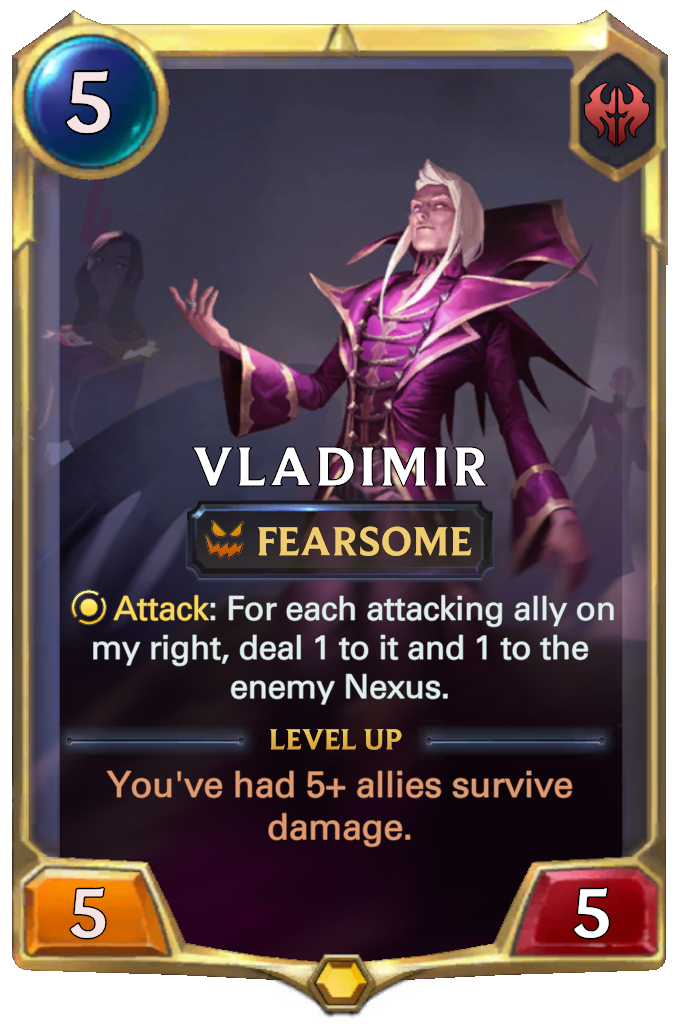 5
VLADIMIR
FEARSOME
Attack: For each attacking ally on
my right, deal 1 to it and 1 to the
enemy Nexus.
LEVEL UP
You've had 5+ allies survive
damage.
5
5